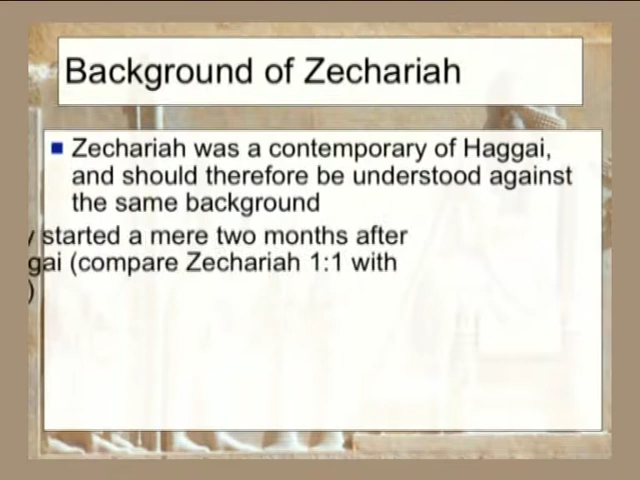 Background of Zechariah
Zechariah was a contemporary of Haggai,
and should therefore be understood against
the same background
started a mere two months after
gai (compare Zechariah 1:1 with
)